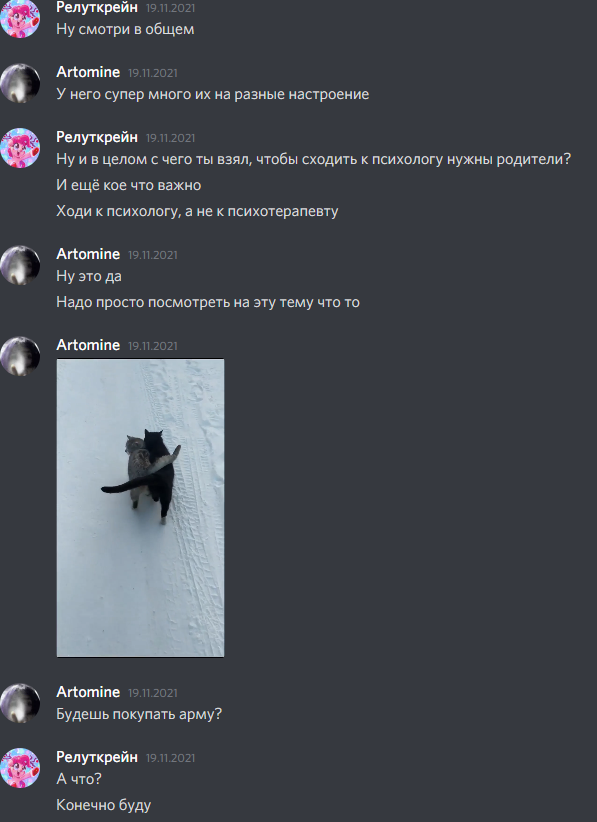 Релуткрейн 19.11.2021
Ну смотри в общем
Artomine 19.11.2021
У него супер много их на разные настроение
Релуткрейн 19.11.2021
Ну и в целом с чего ты взял, чтобы сходить к психологу нужны родители?
И ещё кое что важно
Ходи к психологу, а не к психотерапевту
Artomine 19.11.2021
Ну это да
Надо просто посмотреть на эту тему что то
Artomine 19.11.2021
Artomine 19.11.2021
Будешь покупать арму?
Релуткрейн 19.11.2021
А что?
Конечно буду